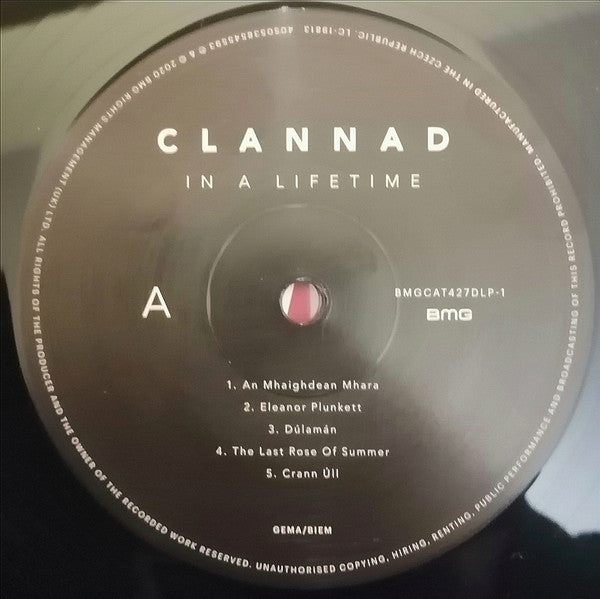 CLANNAD
IN A LIFETIME
A
BMGCAT427DLP-1
BMG
1. An Mhaighdean Mhara
2. Eleanor Plunkett
3. Dúlamán
4. The Last Rose Of Summer
5. Crann Úll
GEMA/BIEM
℗ & © 2020 BMG RIGHTS MANAGEMENT (UK) LTD. ALL RIGHTS OF THE PRODUCER AND THE OWNER OF THE RECORDED WORK RESERVED. UNAUTHORISED COPYING, HIRING, RENTING, PUBLIC PERFORMANCE AND BROADCASTING OF THIS RECORD PROHIBITED. MANUFACTURED IN THE CZECH REPUBLIC. LC-19813 4050538545593